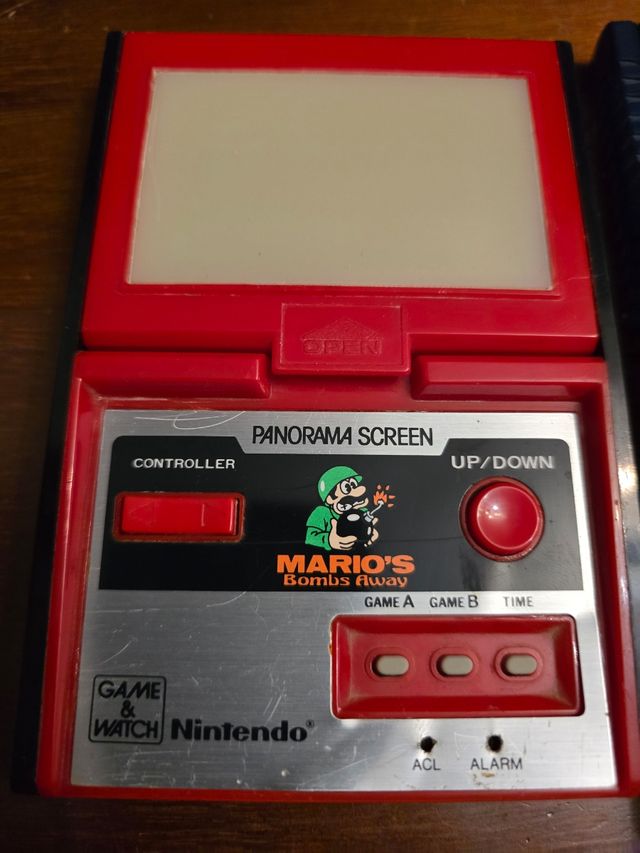 OPEN
PANORAMA SCREEN
CONTROLLER
UP/DOWN
MARIO'S
Bombs Away
GAME A GAME B TIME
GAME
&
WATCH
Nintendo®
ACL ALARM